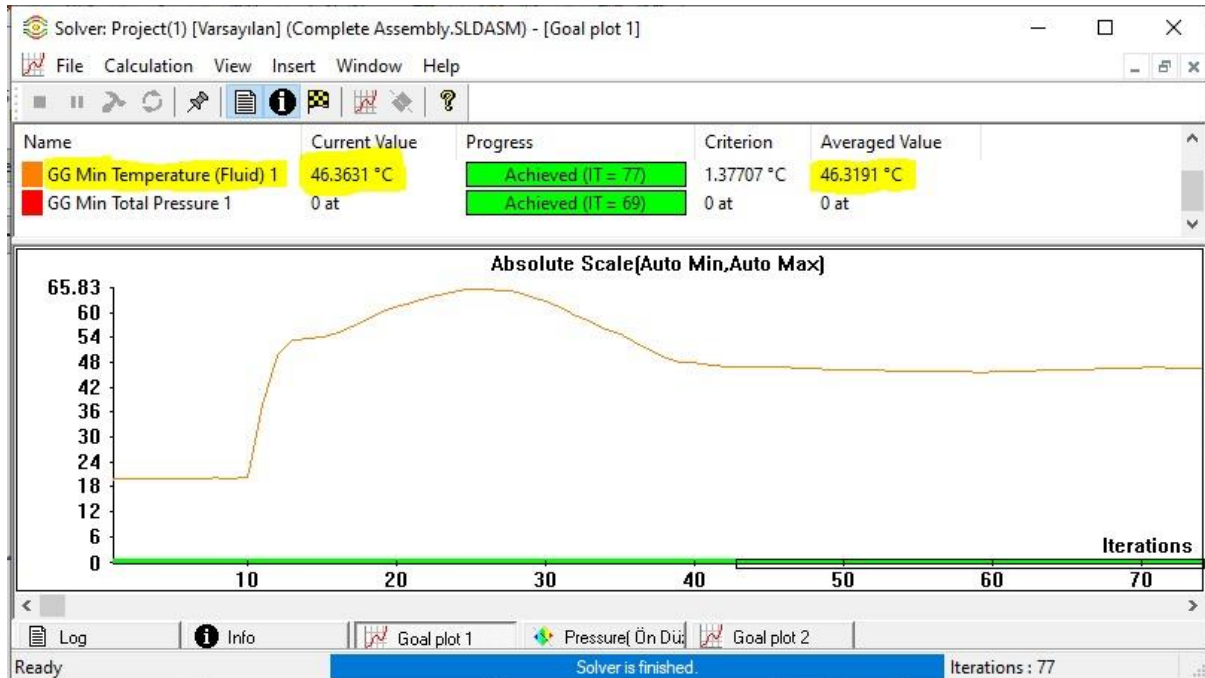 Solver: Project(1) [Varsayılan] (Complete Assembly.SLDASM) - [Goal plot 1]
File Calculation View Insert Window Help
Name Current Value Progress Criterion Averaged Value
GG Min Temperature (Fluid) 1 46.3631 °C Achieved (IT = 77) 1.37707 °C 46.3191 °C
GG Min Total Pressure 1 0 at Achieved (IT = 69) 0 at 0 at
Absolute Scale(Auto Min,Auto Max)
65.83
60
54
48
42
36
30
24
18
12
6
0
Iterations
10 20 30 40 50 60 70
Log Info Goal plot 1 Pressure( Ön Düz Goal plot 2
Ready Solver is finished. Iterations : 77